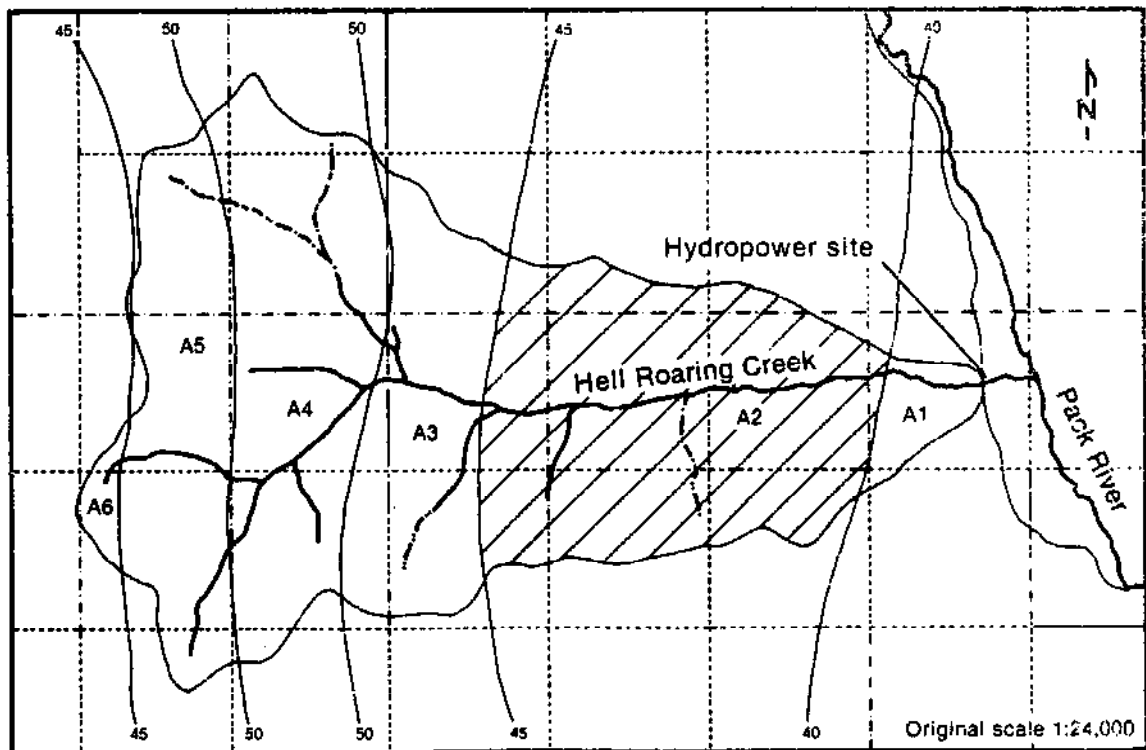 45
50
50
45
40
N
Hydropower site
A5
Hell Roaring Creek
A4
A3
A2
A1
Pack River
A6
45
50
50
45
40
Original scale 1:24,000